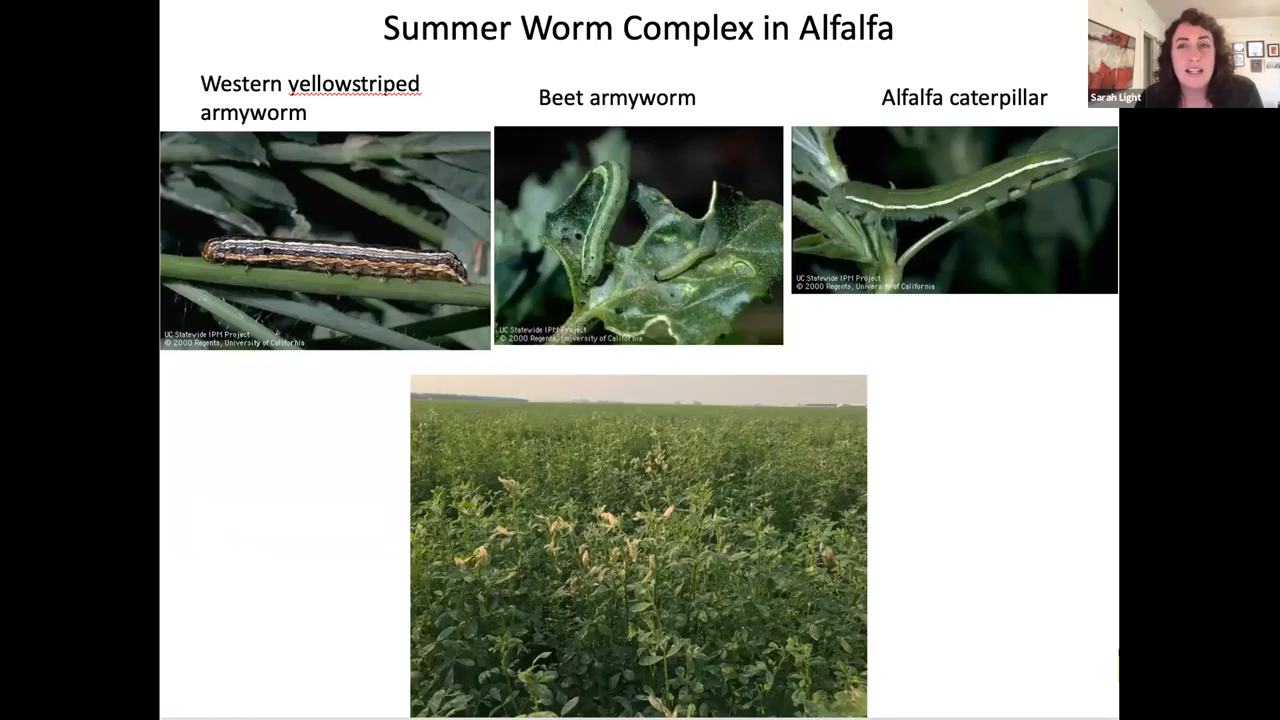 Summer Worm Complex in Alfalfa
Sarah Light
Western yellowstriped
armyworm
Beet armyworm
Alfalfa caterpillar
UC Statewide IPM Project
© 2000 Regents, University of California
UC Statewide IPM Project
© 2000 Regents, University of California
UC Statewide IPM Project
© 2000 Regents, University of California